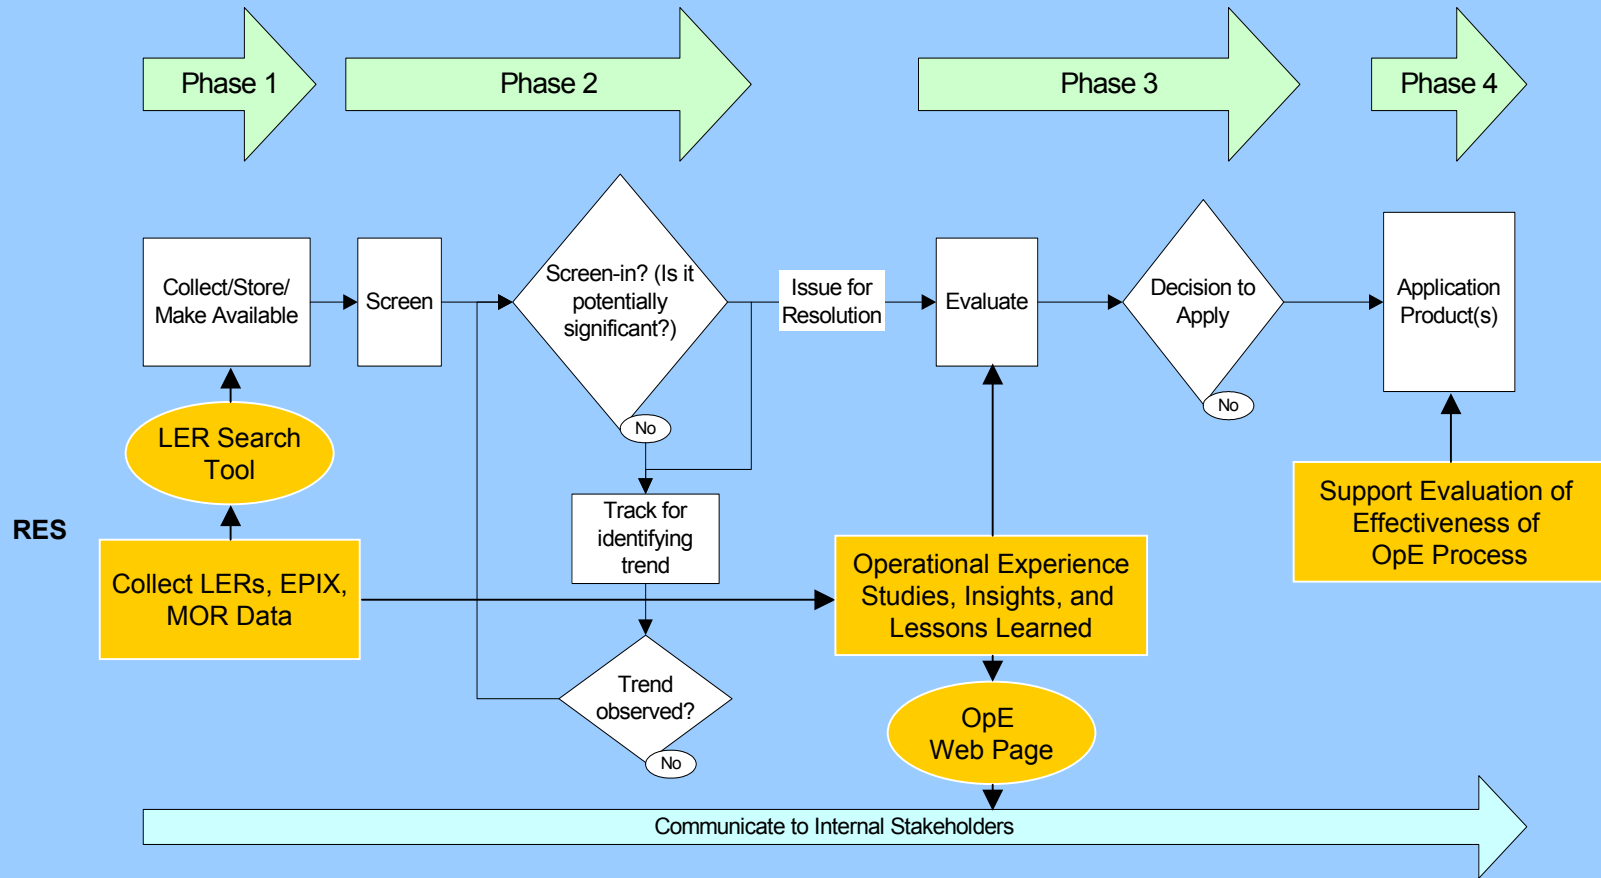 Phase 1
Phase 2
Phase 3
Phase 4
Collect/Store/
Make Available
Screen
Screen-in? (Is it
potentially
significant?)
No
Issue for
Resolution
Evaluate
Decision to
Apply
No
Application
Product(s)
LER Search
Tool
Track for
identifying
trend
Support Evaluation of
Effectiveness of
OpE Process
RES
Collect LERs, EPIX,
MOR Data
Operational Experience
Studies, Insights, and
Lessons Learned
Trend
observed?
No
OpE
Web Page
Communicate to Internal Stakeholders